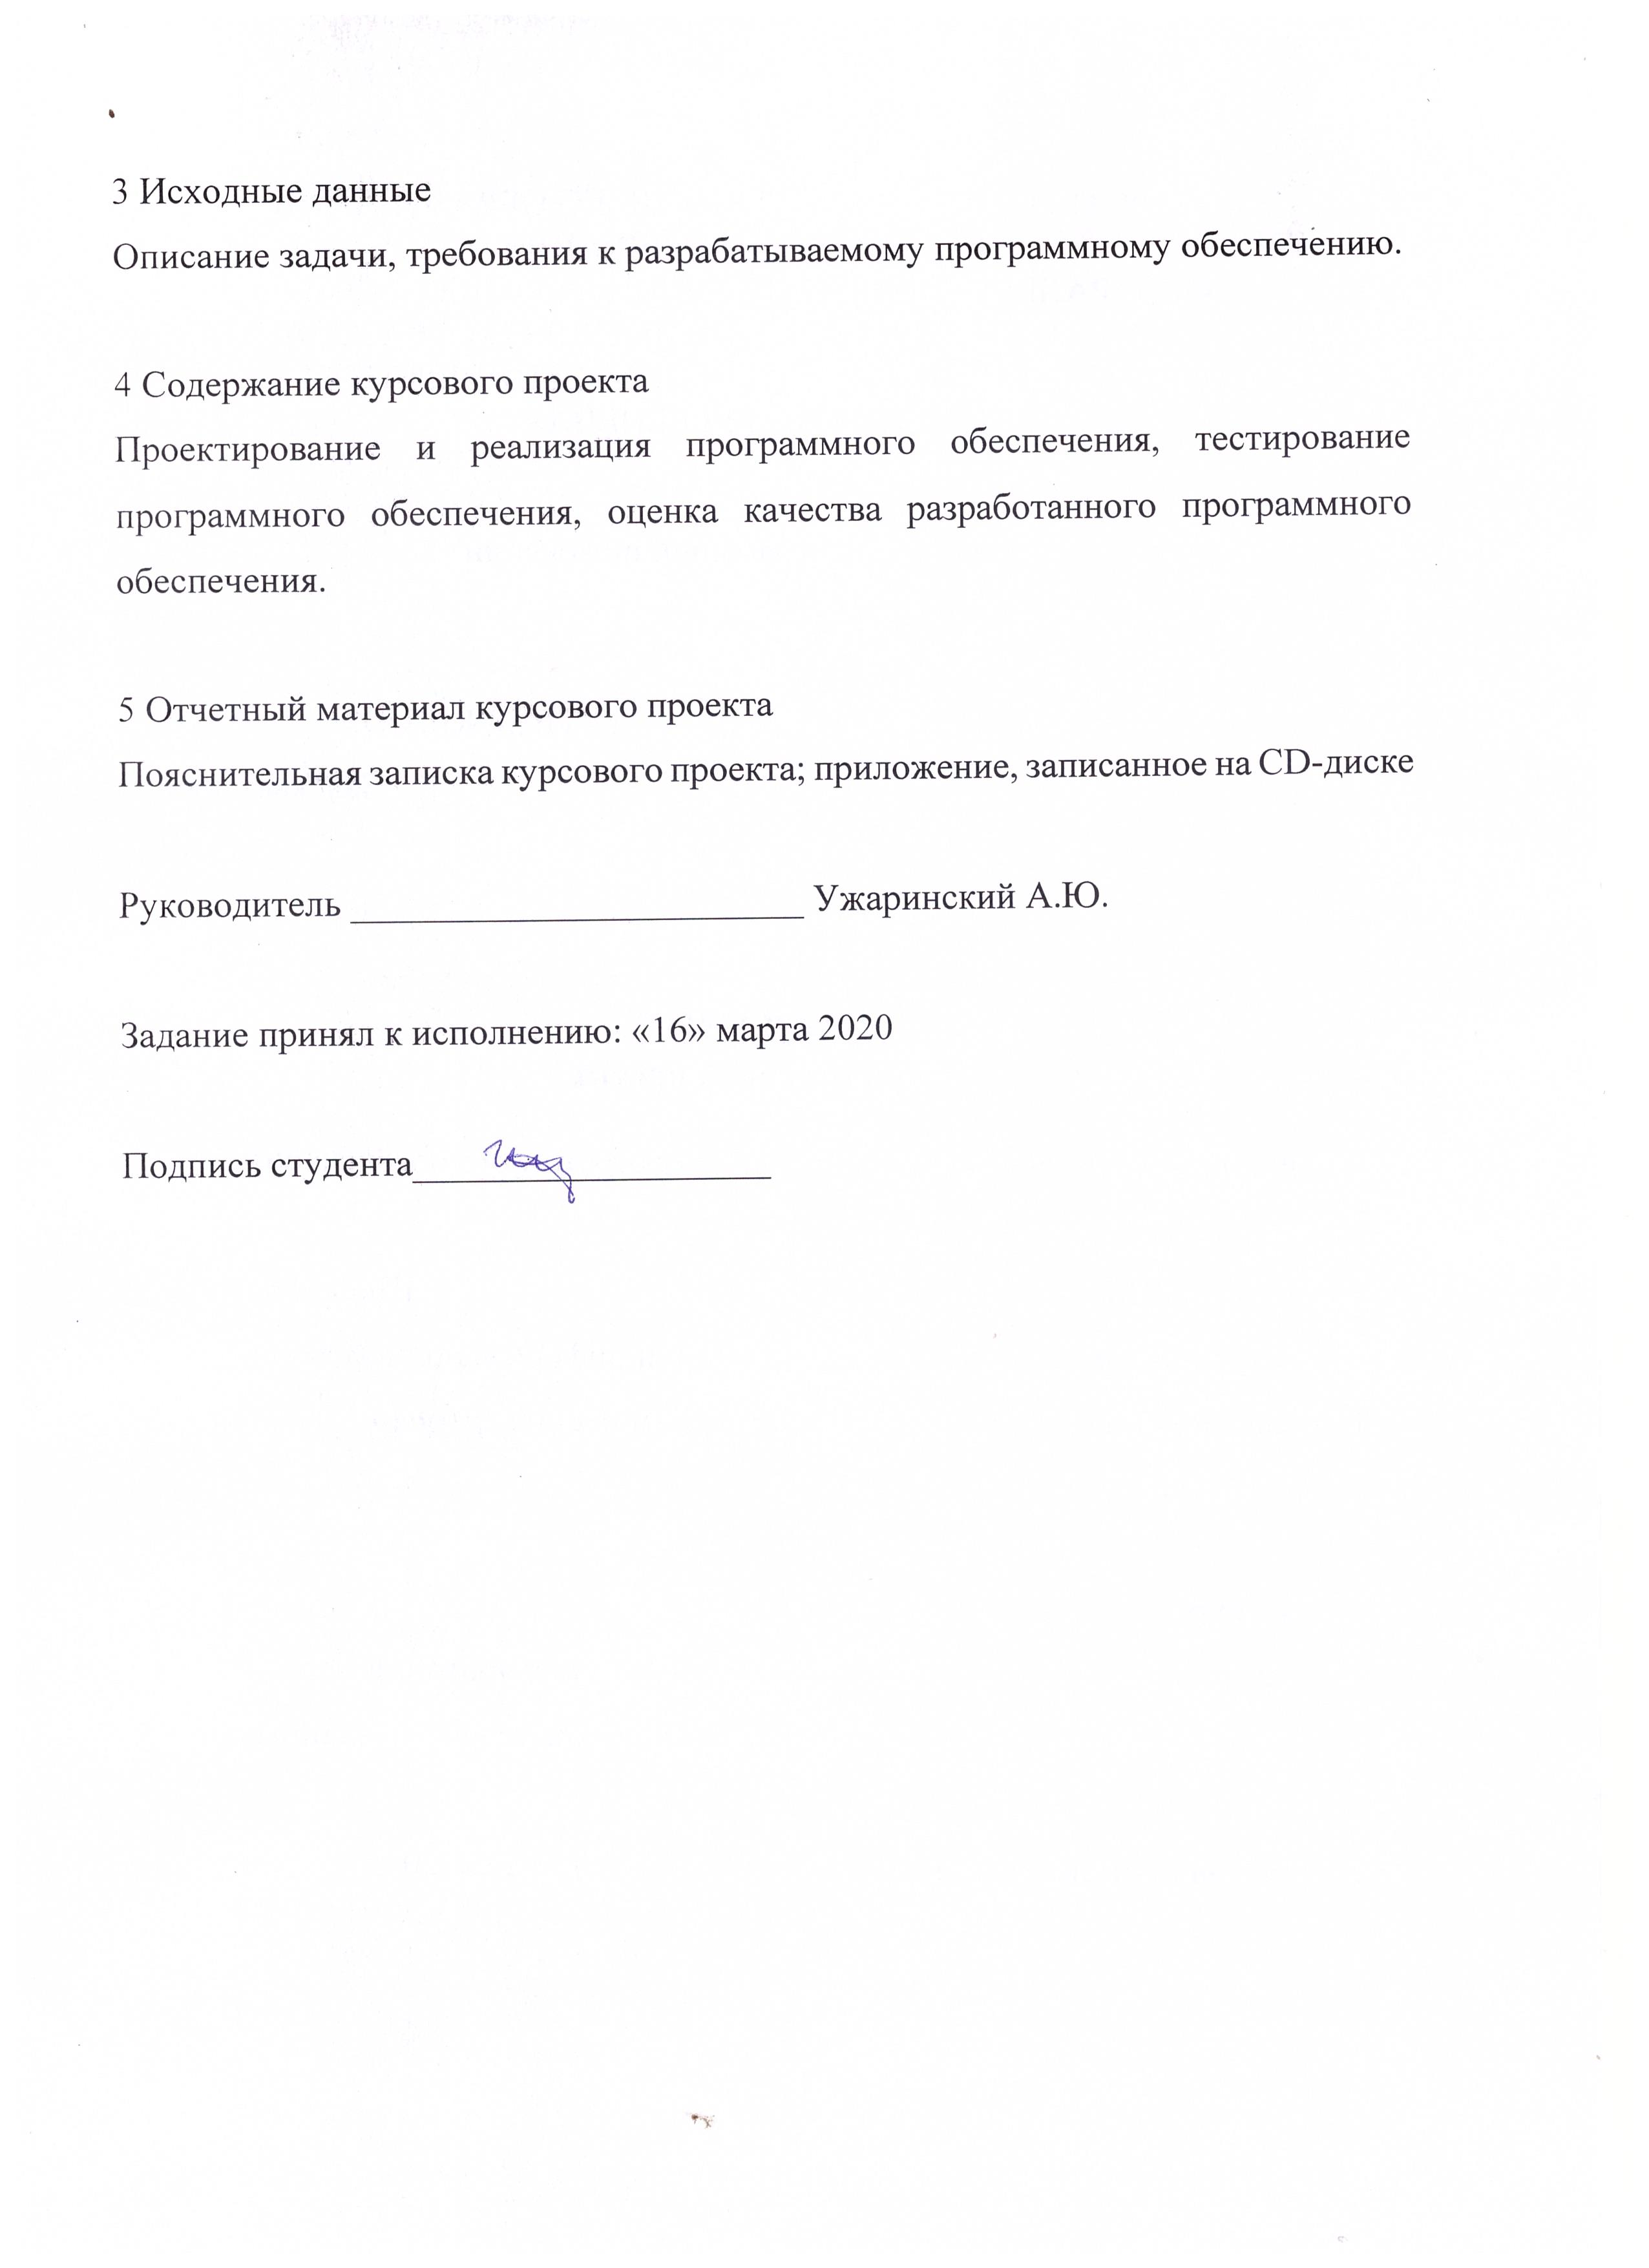 3 Исходные данные
Описание задачи, требования к разрабатываемому программному обеспечению.
4 Содержание курсового проекта
Проектирование и реализация программного обеспечения, тестирование
программного обеспечения, оценка качества разработанного программного
обеспечения.
5 Отчетный материал курсового проекта
Пояснительная записка курсового проекта; приложение, записанное на CD-диске
Руководитель _________________________ Ужаринский А.Ю.
Задание принял к исполнению: «16» марта 2020
Подпись студента____________________